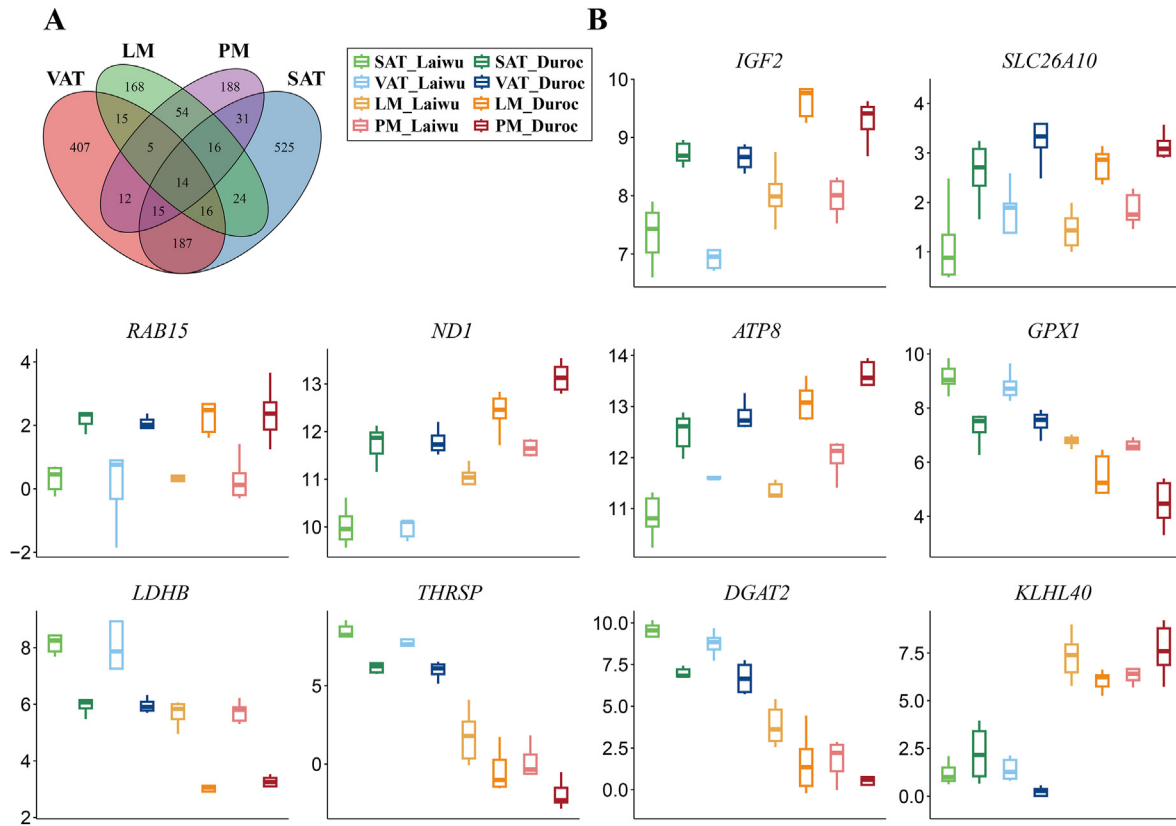 A
B
VAT
LM
PM
SAT
168
188
15
54
31
407
5
16
525
14
12
24
15
16
187
SAT_Laiwu SAT_Duroc
VAT_Laiwu VAT_Duroc
LM_Laiwu LM_Duroc
PM_Laiwu PM_Duroc
IGF2
10
9
8
7
SLC26A10
4
3
2
1
RAB15
4
2
0
−2
ND1
13
12
11
10
ATP8
14
13
12
11
GPX1
10
8
6
4
LDHB
8
6
4
2
THRSP
5
0
DGAT2
10.0
7.5
5.0
2.5
0.0
KLHL40
7.5
5.0
2.5
0.0